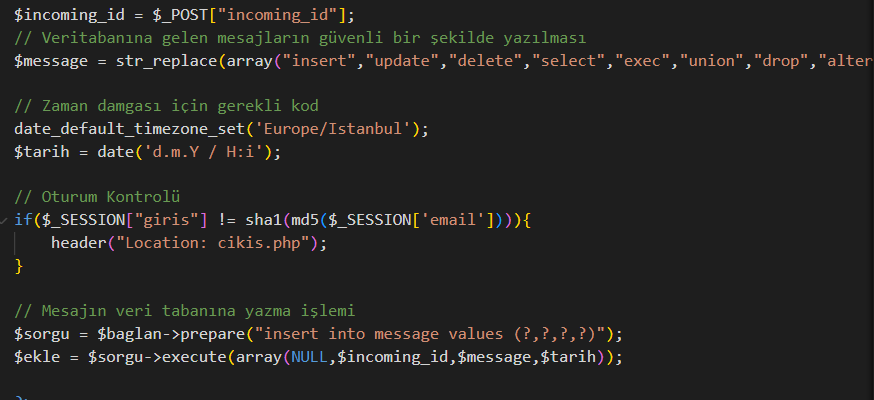 $incoming_id = $_POST["incoming_id"];
// Veritabanına gelen mesajların güvenli bir şekilde yazılması
$message = str_replace(array("insert","update","delete","select","exec","union","drop","alter
// Zaman damgası için gerekli kod
date_default_timezone_set('Europe/Istanbul');
$tarih = date('d.m.Y / H:i');
// Oturum Kontrolü
if($_SESSION["giris"] != sha1(md5($_SESSION['email']))){
header("Location: cikis.php");
}
// Mesajın veri tabanına yazma işlemi
$sorgu = $baglan->prepare("insert into message values (?,?,?,?)");
$ekle = $sorgu->execute(array(NULL,$incoming_id,$message,$tarih));